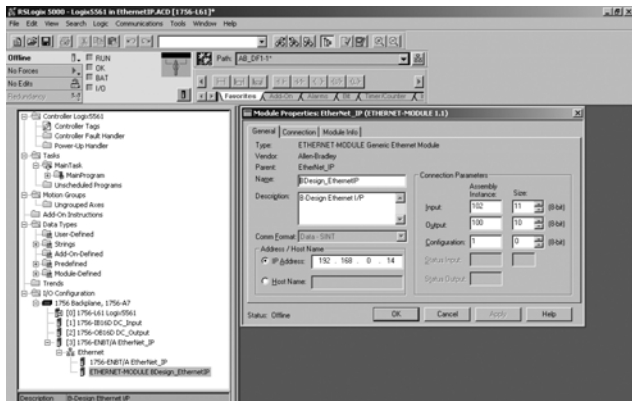 RSLogix 5000 - Logix5561 in EthernetIP.ACD [1756-L61]*
File Edit View Search Logic Communications Tools Window Help
Offline
RUN
Path: AB_DF1-1*
No Forces
OK
No Edits
BAT
Redundancy
I/O
Favorites Add-On Alarms Bit Timer/Counter
Controller Logix5561
Controller Tags
Controller Fault Handler
Power-Up Handler
Tasks
MainTask
MainProgram
Unscheduled Programs
Motion Groups
Ungrouped Axes
Add-On Instructions
Data Types
User-Defined
Strings
Add-On-Defined
Predefined
Module-Defined
Trends
I/O Configuration
1756 Backplane, 1756-A7
[0] 1756-L61 Logix5561
[1] 1756-IB16D DC_Input
[2] 1756-OB16D DC_Output
[3] 1756-ENBT/A EtherNet_IP
Ethernet
1756-ENBT/A EtherNet_IP
ETHERNET-MODULE BDesign_EthernetIP
Description B-Design Ethernet I/P
Module Properties: EtherNet_IP (ETHERNET-MODULE 1.1)
General Connection Module Info
Type: ETHERNET-MODULE Generic Ethernet Module
Vendor: Allen-Bradley
Parent: EtherNet_IP
Name: BDesign_EthernetIP
Description: B-Design Ethernet I/P
Comm Format: Data - SINT
Address / Host Name
IP Address: 192 . 168 . 0 . 14
Host Name:
Connection Parameters
Assembly Instance: Size:
Input: 102 11 (8-bit)
Output: 100 10 (8-bit)
Configuration: 1 0 (8-bit)
Status Input:
Status Output:
Status: Offline
OK Cancel Apply Help